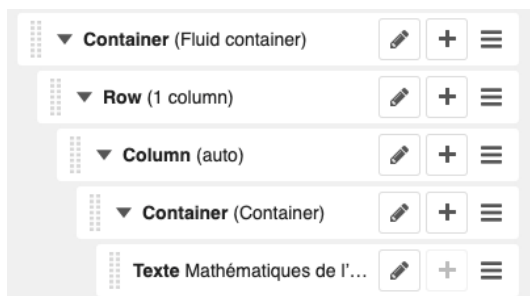 Container (Fluid container)
Row (1 column)
Column (auto)
Container (Container)
Texte Mathématiques de l'...